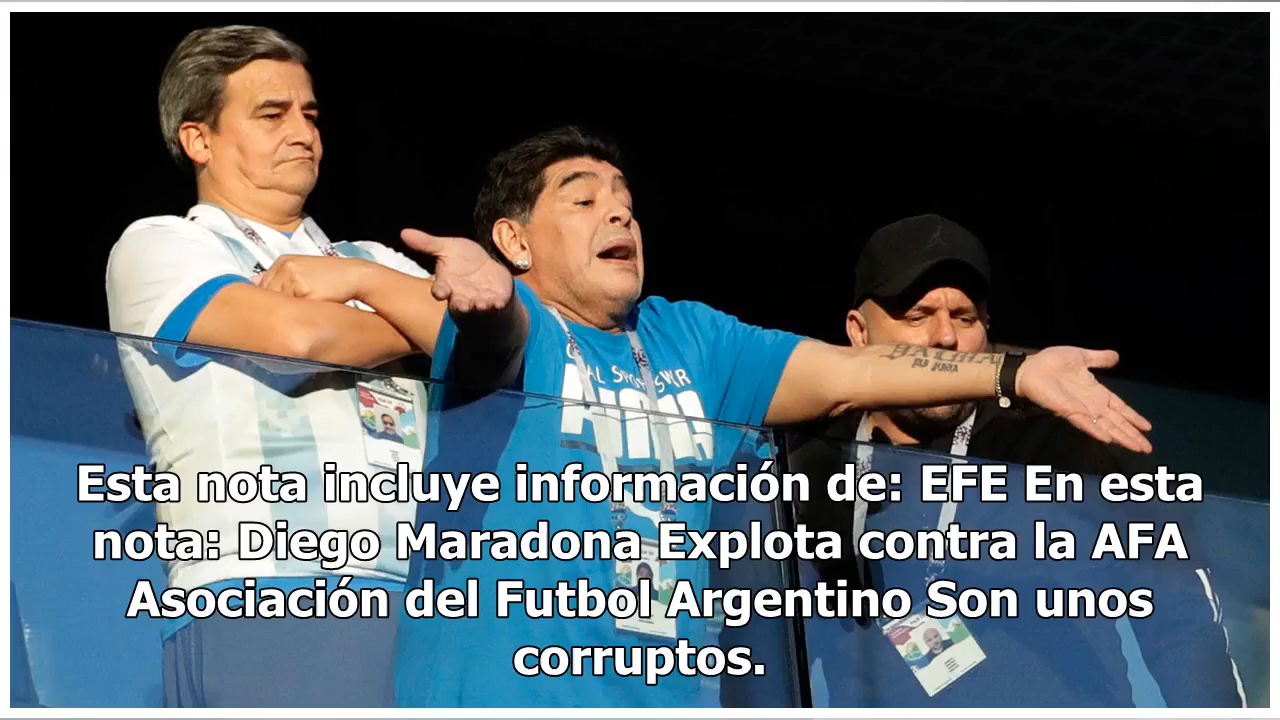 Esta nota incluye información de: EFE En esta
nota: Diego Maradona Explota contra la AFA
Asociación del Futbol Argentino Son unos
corruptos.